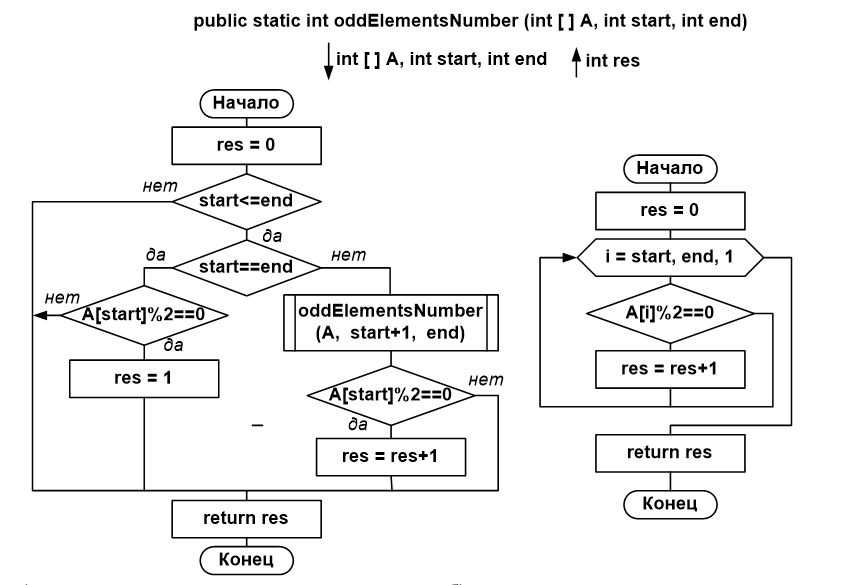 public static int oddElementsNumber (int [ ] A, int start, int end)
int [ ] A, int start, int end
int res
Начало
res = 0
нет
start<=end
да
да
start==end
нет
нет
A[start]%2==0
да
res = 1
oddElementsNumber
(A, start+1, end)
A[start]%2==0
нет
да
res = res+1
return res
Конец
Начало
res = 0
i = start, end, 1
A[i]%2==0
res = res+1
return res
Конец